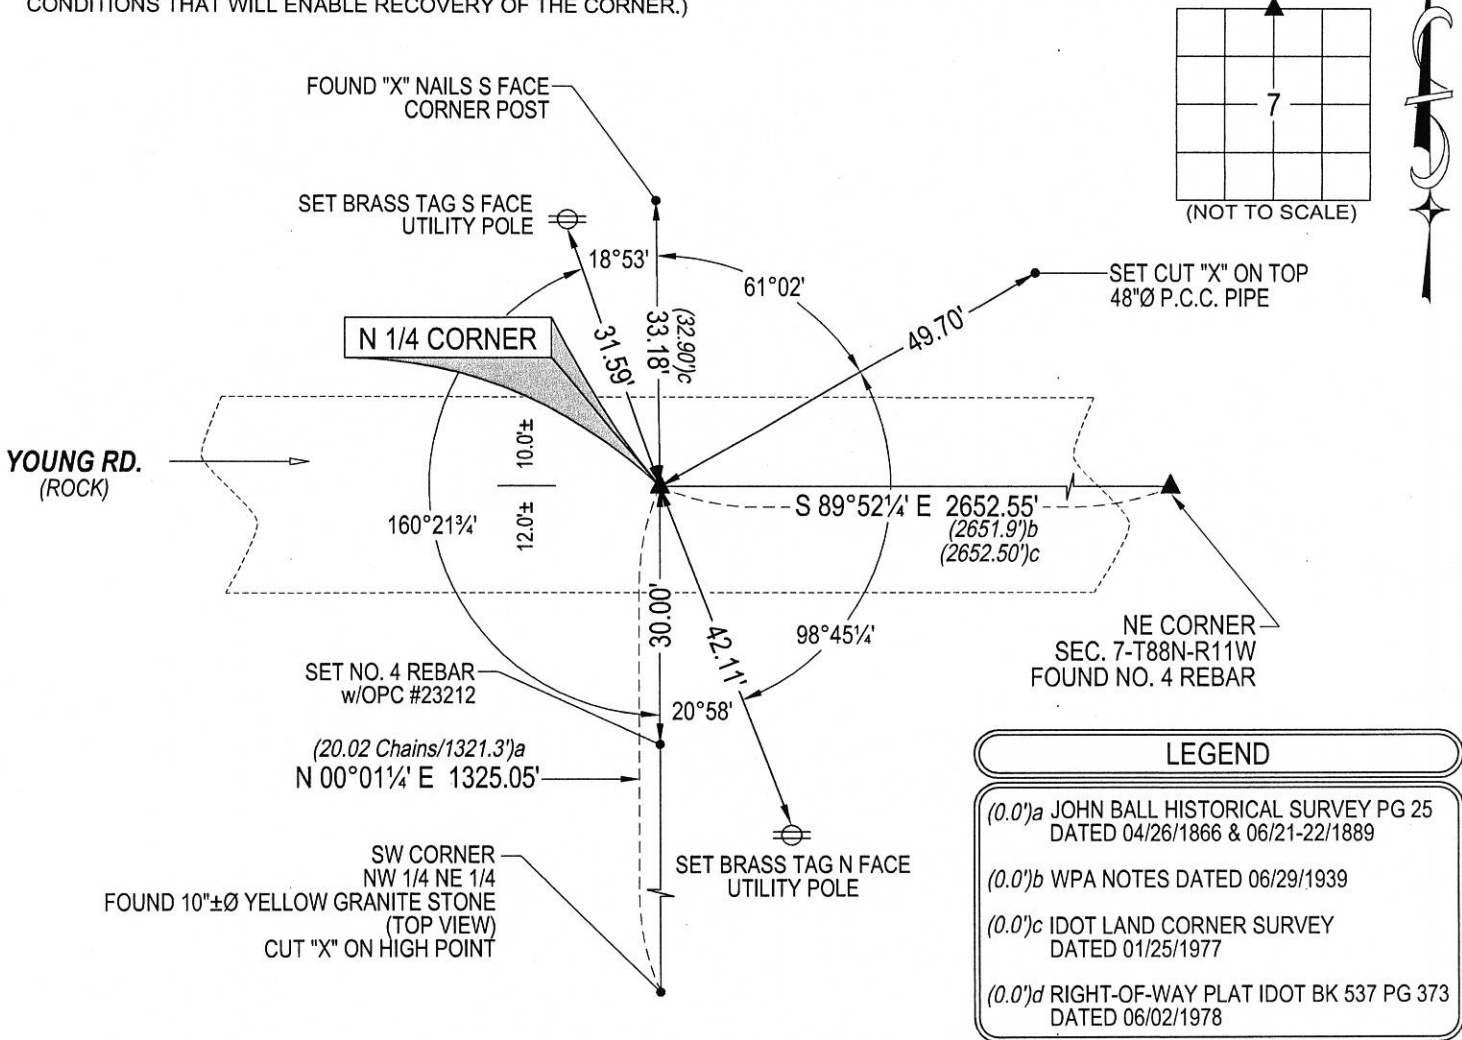 CONDITIONS THAT WILL ENABLE RECOVERY OF THE CORNER.)
7
(NOT TO SCALE)
FOUND "X" NAILS S FACE
CORNER POST
SET BRASS TAG S FACE
UTILITY POLE
18°53'
61°02'
SET CUT "X" ON TOP
48"Ø P.C.C. PIPE
N 1/4 CORNER
31.59'
33.18'
(32.90')c
49.70'
YOUNG RD.
(ROCK)
10.0'±
12.0'±
160°21¾'
S 89°52¼' E 2652.55'
(2651.9')b
(2652.50')c
30.00'
42.11'
98°45¼'
NE CORNER
SEC. 7-T88N-R11W
FOUND NO. 4 REBAR
SET NO. 4 REBAR
w/OPC #23212
20°58'
(20.02 Chains/1321.3')a
N 00°01¼' E 1325.05'
SW CORNER
NW 1/4 NE 1/4
FOUND 10"±Ø YELLOW GRANITE STONE
(TOP VIEW)
CUT "X" ON HIGH POINT
SET BRASS TAG N FACE
UTILITY POLE
LEGEND
(0.0')a JOHN BALL HISTORICAL SURVEY PG 25
DATED 04/26/1866 & 06/21-22/1889
(0.0')b WPA NOTES DATED 06/29/1939
(0.0')c IDOT LAND CORNER SURVEY
DATED 01/25/1977
(0.0')d RIGHT-OF-WAY PLAT IDOT BK 537 PG 373
DATED 06/02/1978